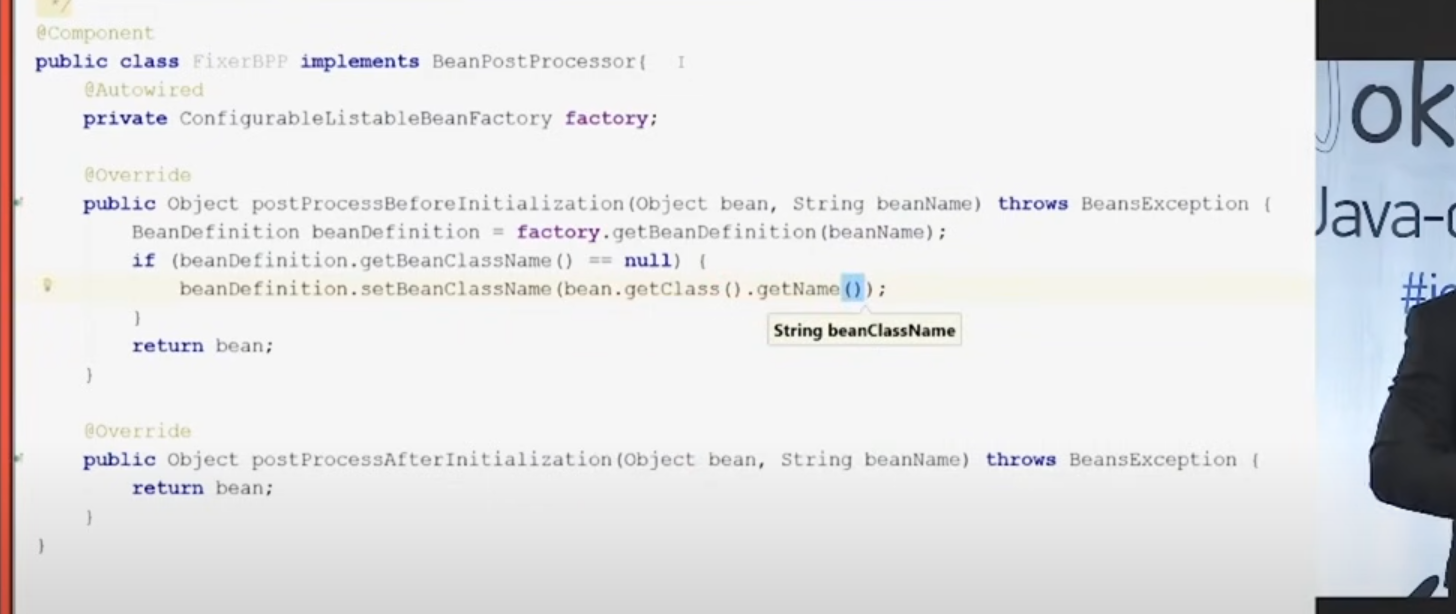 */
@Component
public class FixerBPP implements BeanPostProcessor{
@Autowired
private ConfigurableListableBeanFactory factory;
@Override
public Object postProcessBeforeInitialization(Object bean, String beanName) throws BeansException {
BeanDefinition beanDefinition = factory.getBeanDefinition(beanName);
if (beanDefinition.getBeanClassName() == null) {
beanDefinition.setBeanClassName(bean.getClass().getName());
String beanClassName
}
return bean;
}
@Override
public Object postProcessAfterInitialization(Object bean, String beanName) throws BeansException {
return bean;
}
}
ok
Java-